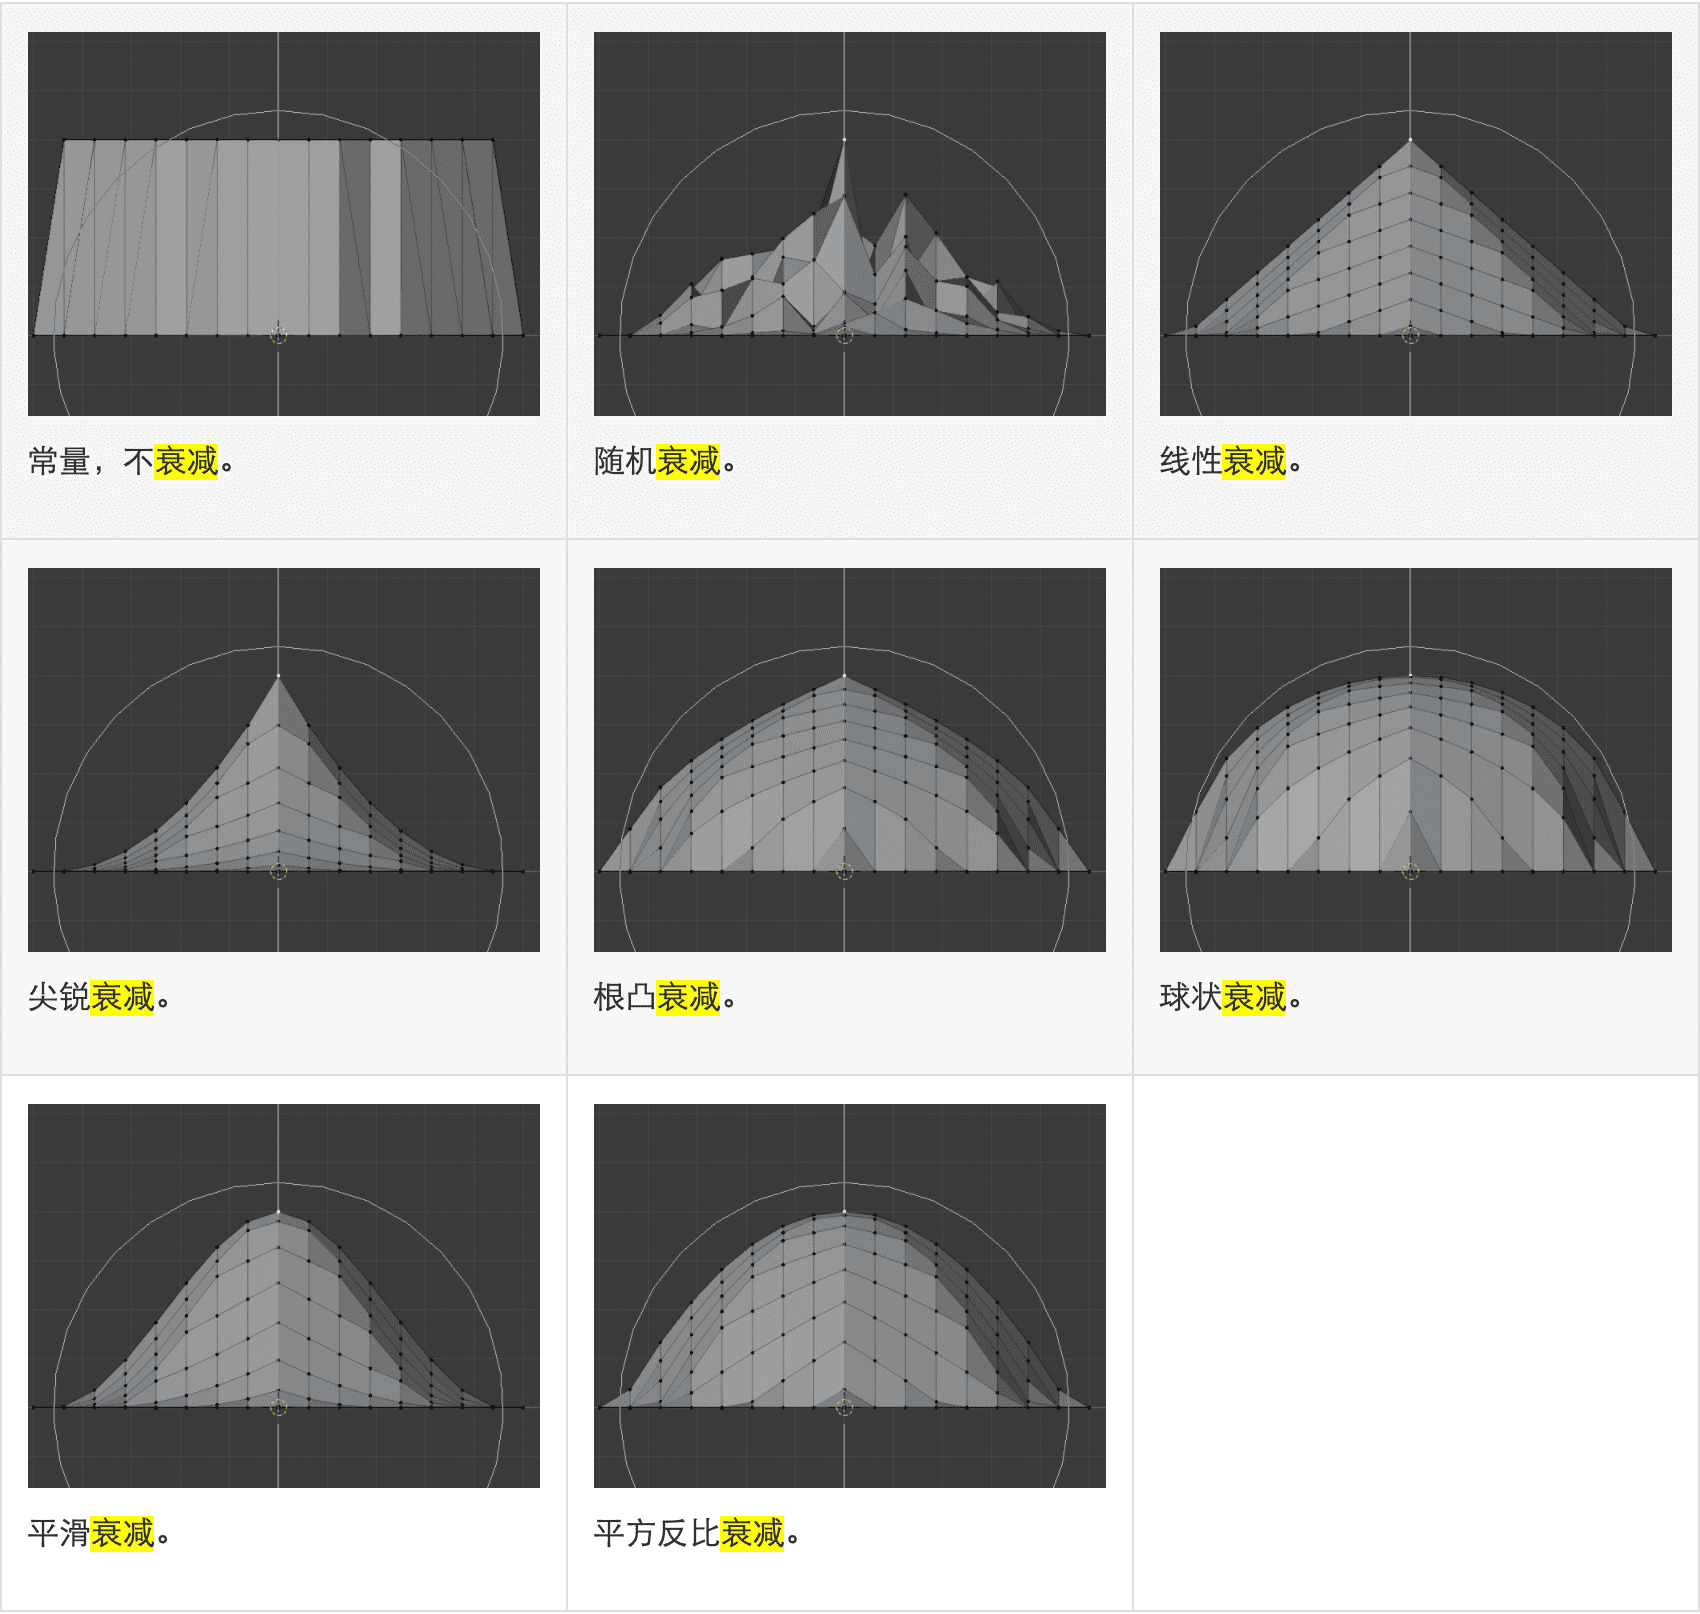 常量，不衰减。
随机衰减。
线性衰减。
尖锐衰减。
根凸衰减。
球状衰减。
平滑衰减。
平方反比衰减。